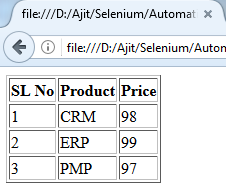 file:///D:/Ajit/Selenium/Automat
file:///D:/Ajit/Selenium/Autom
SL No Product Price
1 CRM 98
2 ERP 99
3 PMP 97